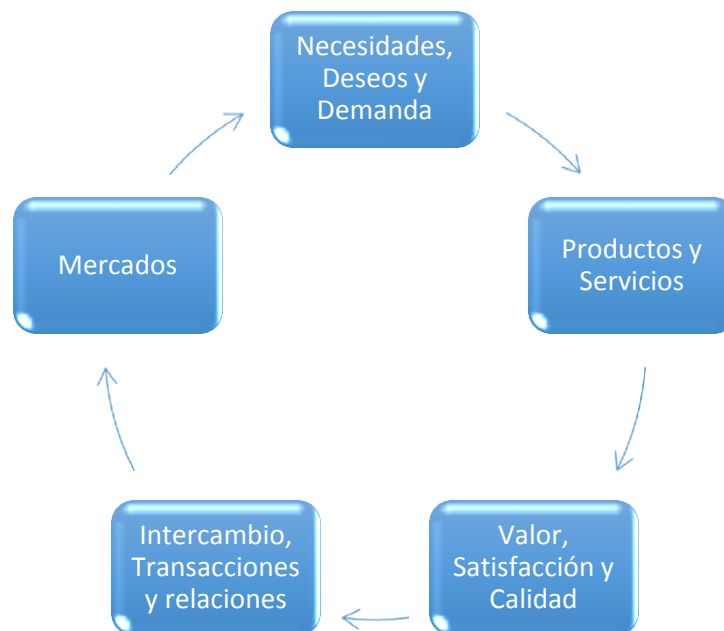 Necesidades,
Deseos y
Demanda
Productos y
Servicios
Valor,
Satisfacción y
Calidad
Intercambio,
Transacciones
y relaciones
Mercados